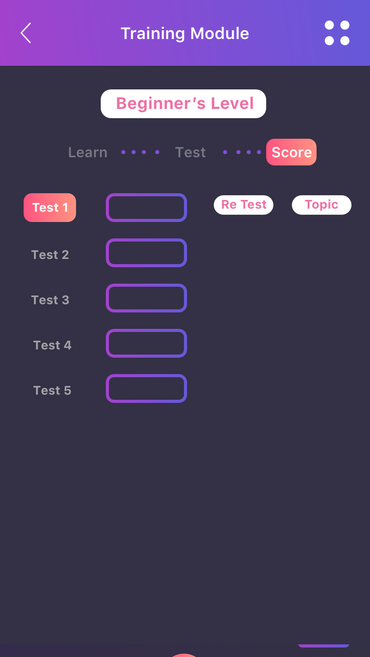 Training Module
Beginner's Level
Learn Test Score
Test 1 Re Test Topic
Test 2
Test 3
Test 4
Test 5